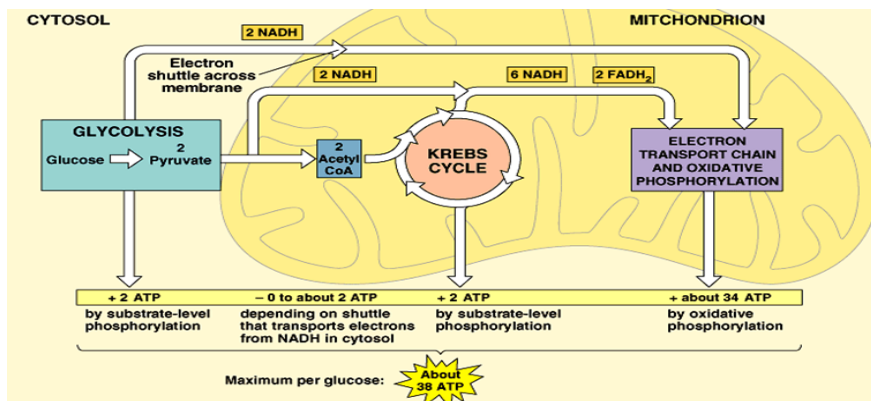 CYTOSOL
MITCHONDRION
2 NADH
Electron
shuttle across
membrane
2 NADH
6 NADH
2 FADH₂
GLYCOLYSIS
Glucose
2
Pyruvate
2
Acetyl
CoA
KREBS
CYCLE
ELECTRON
TRANSPORT CHAIN
AND OXIDATIVE
PHOSPHORYLATION
+ 2 ATP
– 0 to about 2 ATP
+ 2 ATP
+ about 34 ATP
by substrate-level
phosphorylation
depending on shuttle
that transports electrons
from NADH in cytosol
by substrate-level
phosphorylation
by oxidative
phosphorylation
Maximum per glucose:
About
38 ATP